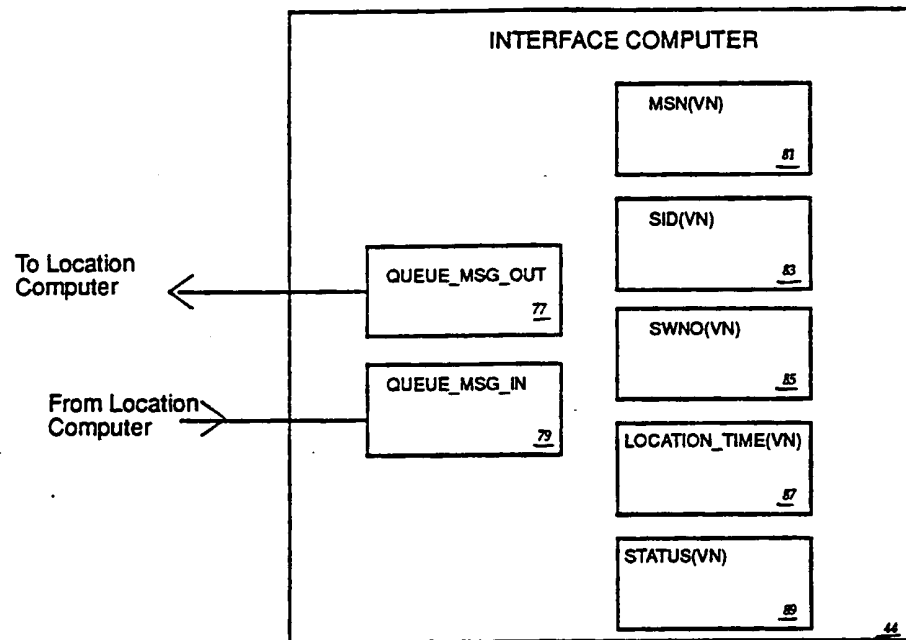 INTERFACE COMPUTER
MSN(VN)
81
SID(VN)
83
To Location
Computer
QUEUE_MSG_OUT
77
SWNO(VN)
85
From Location
Computer
QUEUE_MSG_IN
79
LOCATION_TIME(VN)
87
STATUS(VN)
89
44